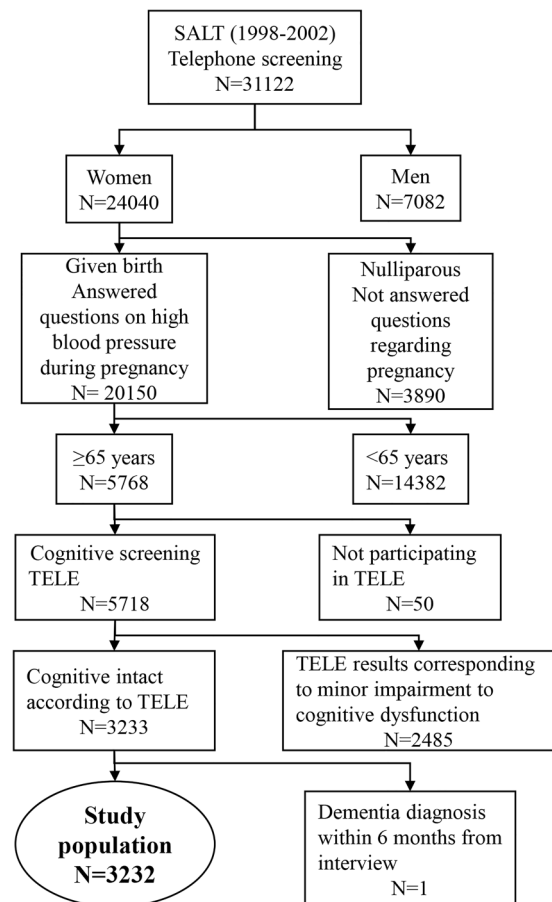 SALT (1998-2002)
Telephone screening
N=31122
Women
N=24040
Men
N=7082
Given birth
Answered
questions on high
blood pressure
during pregnancy
N= 20150
Nulliparous
Not answered
questions
regarding
pregnancy
N=3890
≥65 years
N=5768
<65 years
N=14382
Cognitive screening
TELE
N=5718
Not participating
in TELE
N=50
Cognitive intact
according to TELE
N=3233
TELE results corresponding
to minor impairment to
cognitive dysfunction
N=2485
Study
population
N=3232
Dementia diagnosis
within 6 months from
interview
N=1